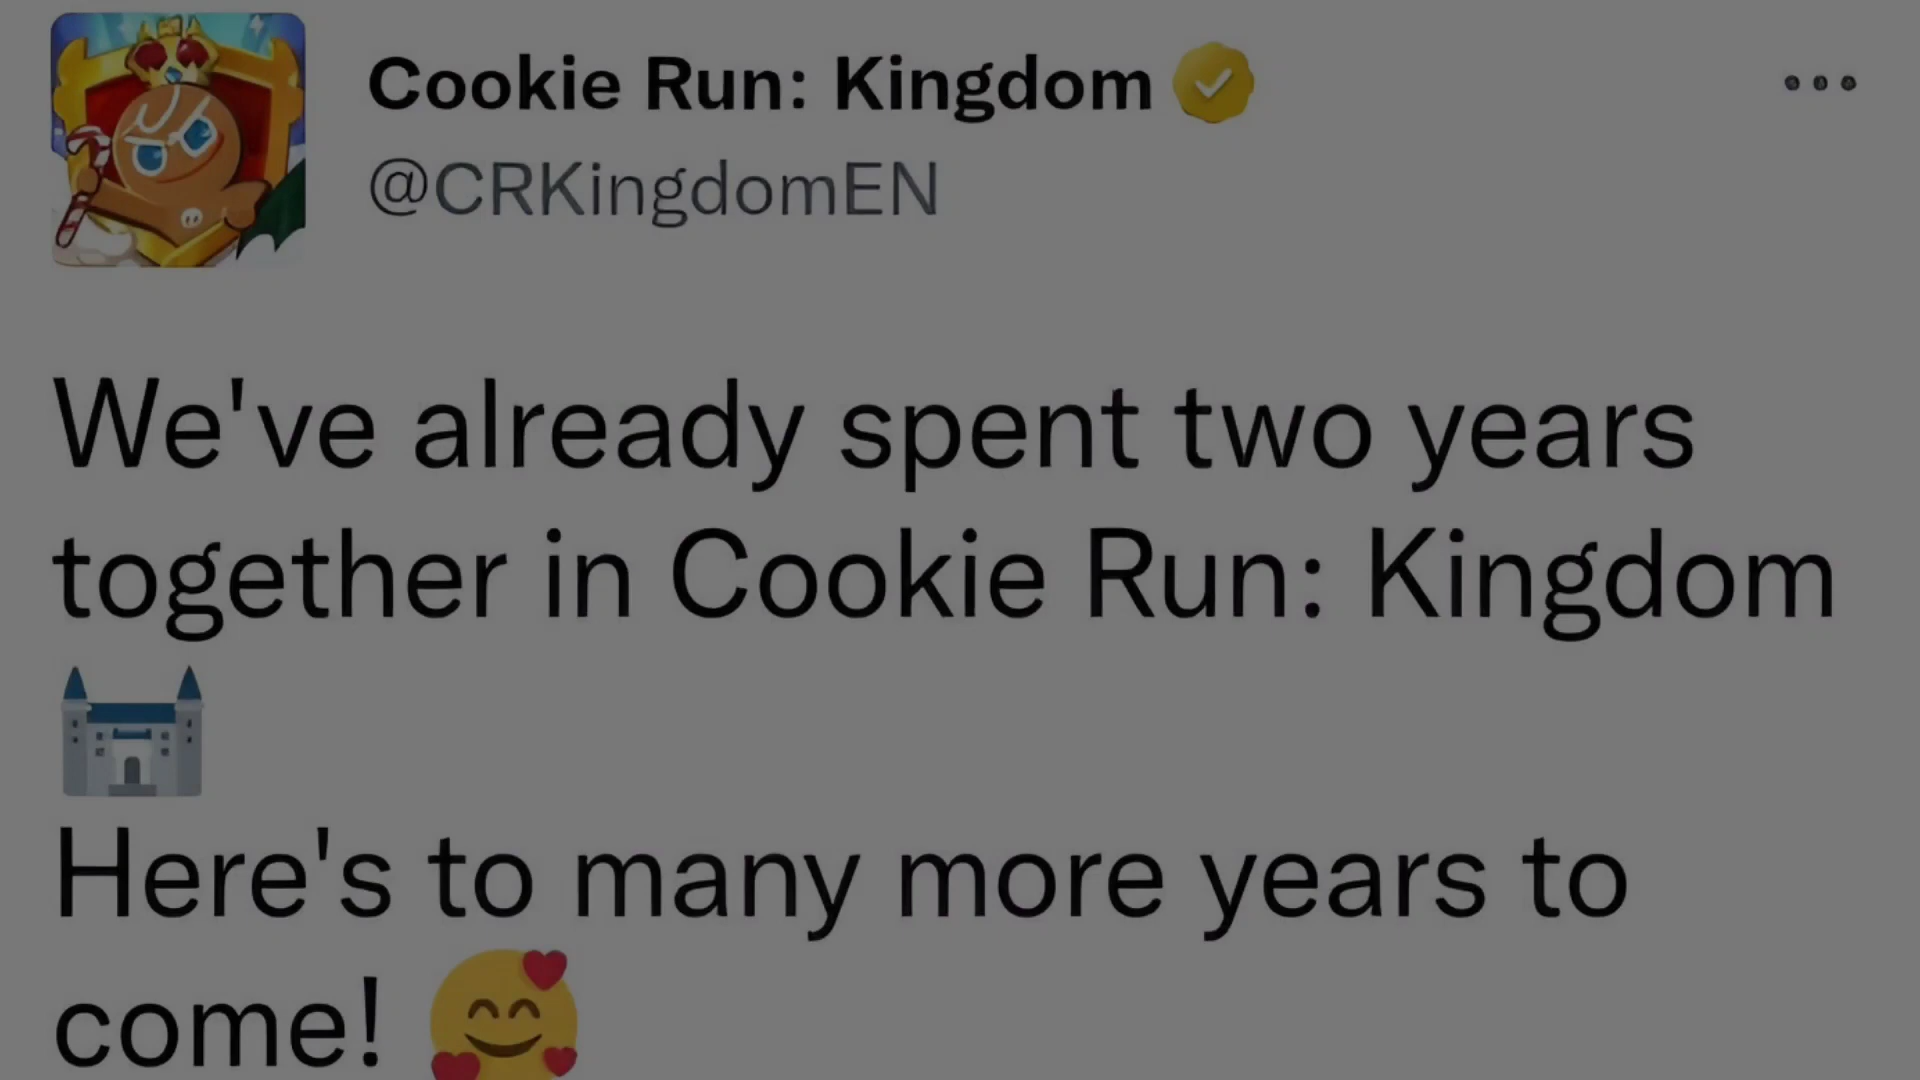 Cookie Run: Kingdom
@CRKingdomEN
We've already spent two years
together in Cookie Run: Kingdom
🏰
Here's to many more years to
come! 🥰